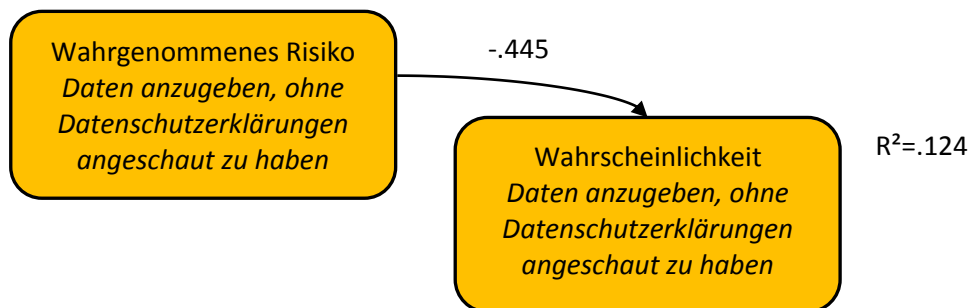 Wahrgenommenes Risiko
Daten anzugeben, ohne
Datenschutzerklärungen
angeschaut zu haben
-.445
Wahrscheinlichkeit
Daten anzugeben, ohne
Datenschutzerklärungen
angeschaut zu haben
R²=.124